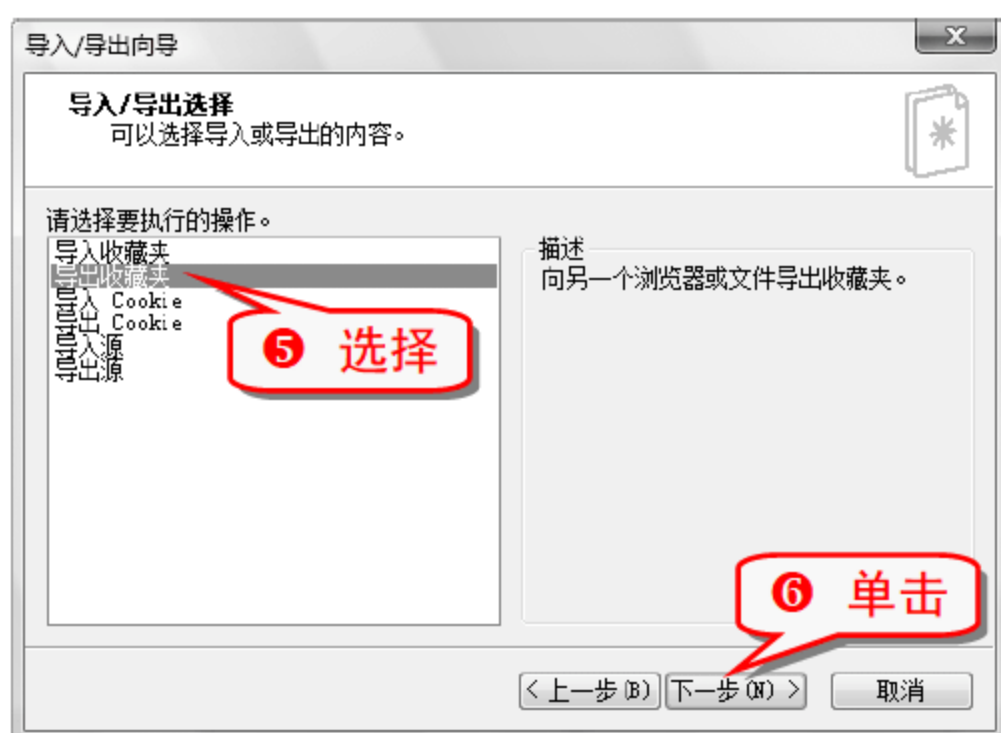 导入/导出向导
导入/导出选择
可以选择导入或导出的内容。
请选择要执行的操作。
导入收藏夹
导出收藏夹
导入 Cookie
导出 Cookie
导入源
导出源
描述
向另一个浏览器或文件导出收藏夹。
❺ 选择
❻ 单击
< 上一步(B)
下一步(N) >
取消